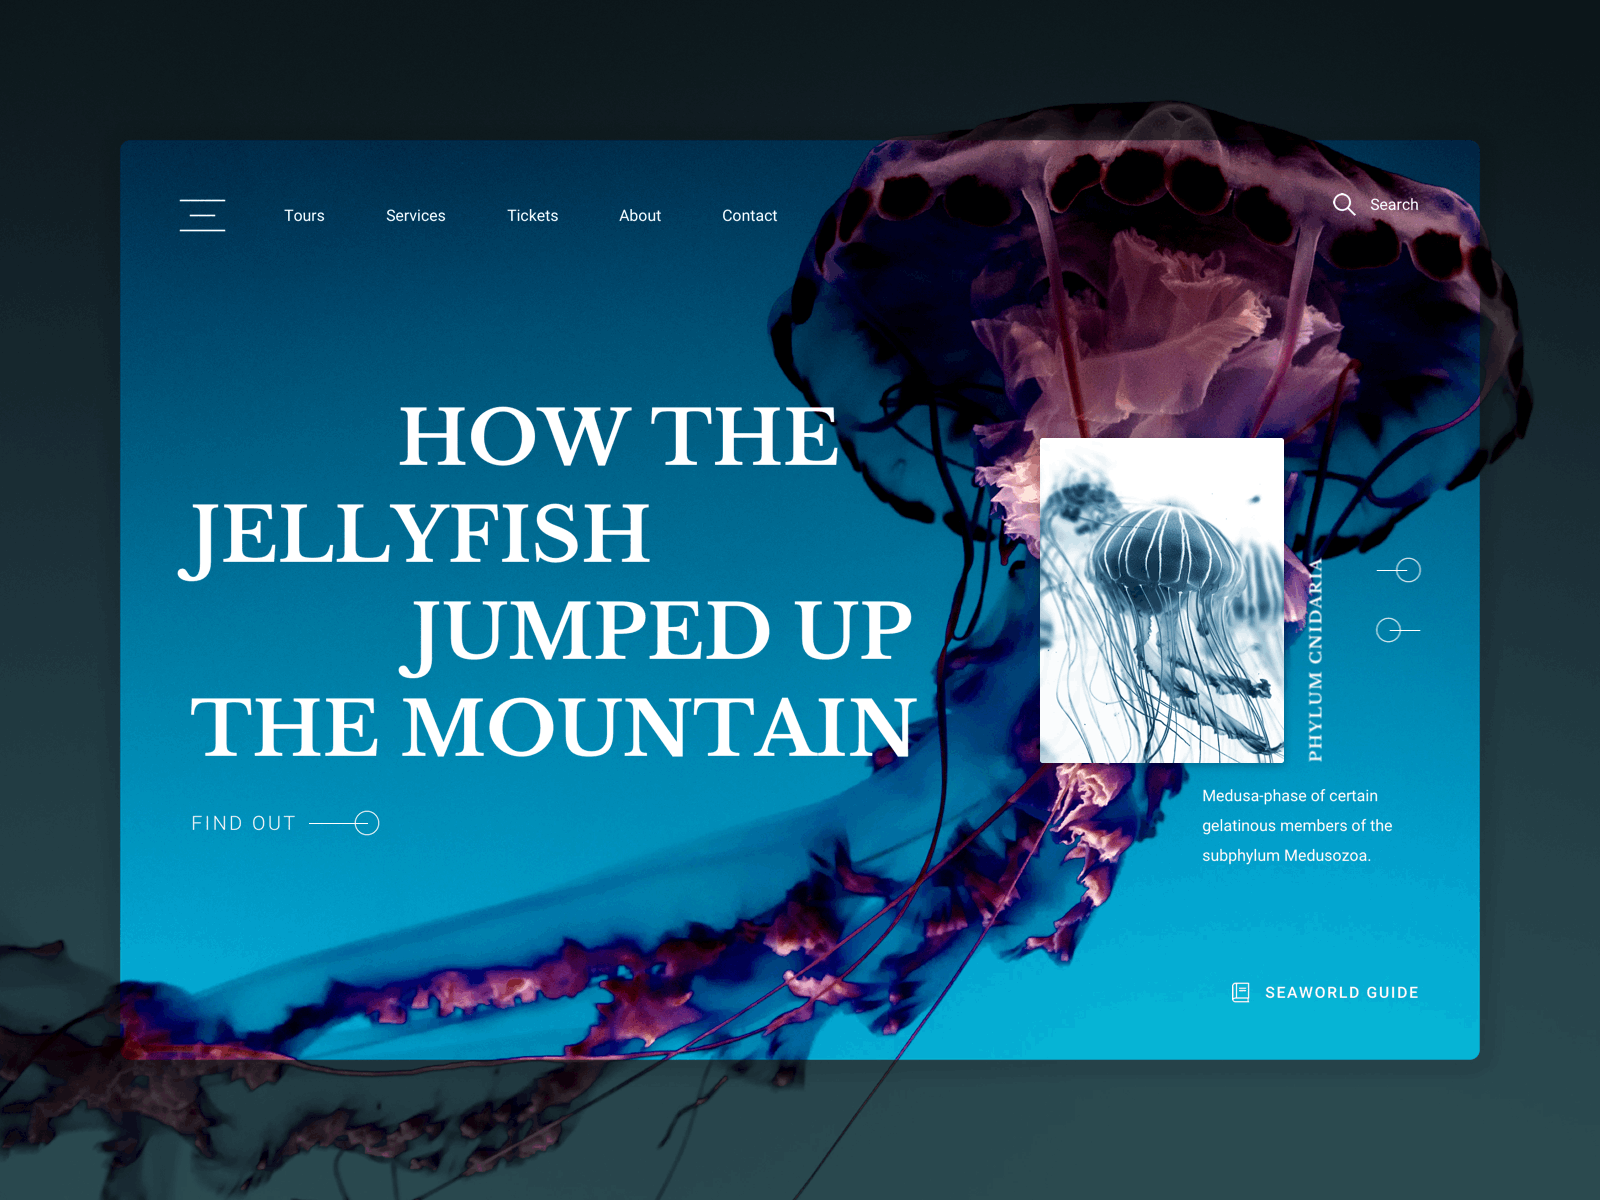 Tours
Services
Tickets
About
Contact
Search
HOW THE
JELLYFISH
JUMPED UP
THE MOUNTAIN
FIND OUT
PHYLUM CNIDARIA
Medusa-phase of certain
gelatinous members of the
subphylum Medusozoa.
SEAWORLD GUIDE